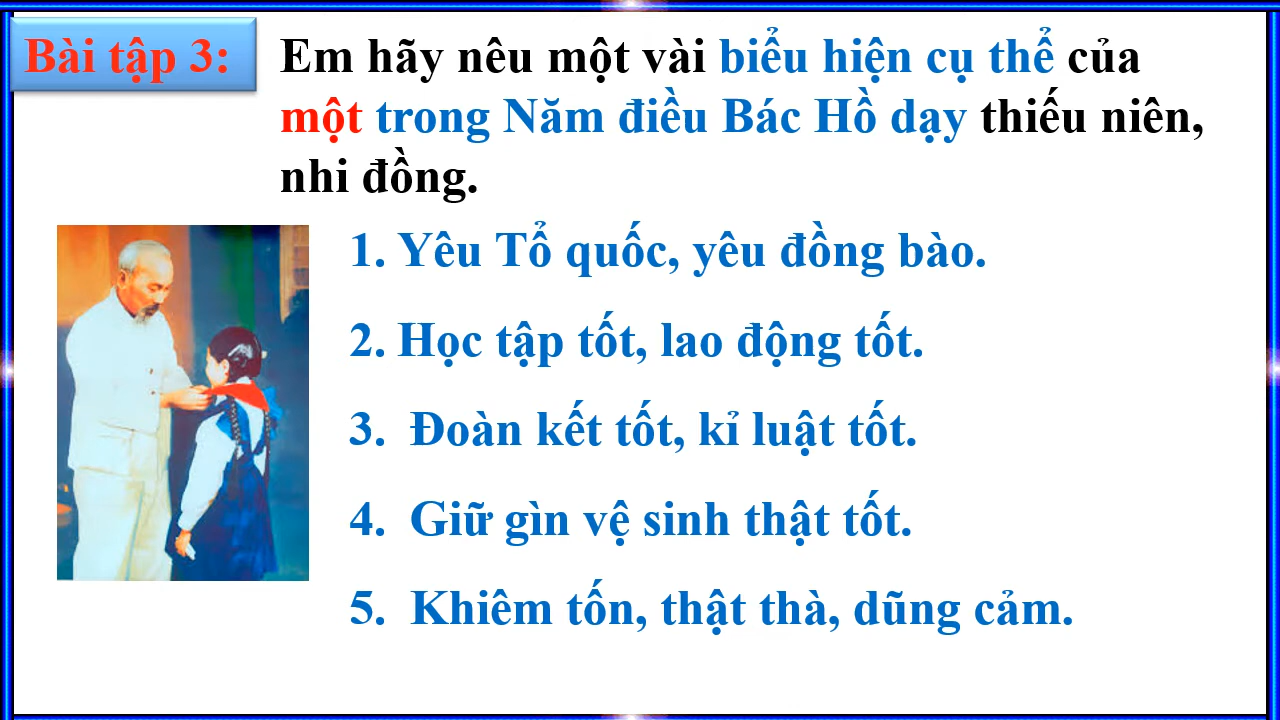 Bài tập 3:
Em hãy nêu một vài biểu hiện cụ thể của
một trong Năm điều Bác Hồ dạy thiếu niên,
nhi đồng.
1. Yêu Tổ quốc, yêu đồng bào.
2. Học tập tốt, lao động tốt.
3. Đoàn kết tốt, kỉ luật tốt.
4. Giữ gìn vệ sinh thật tốt.
5. Khiêm tốn, thật thà, dũng cảm.